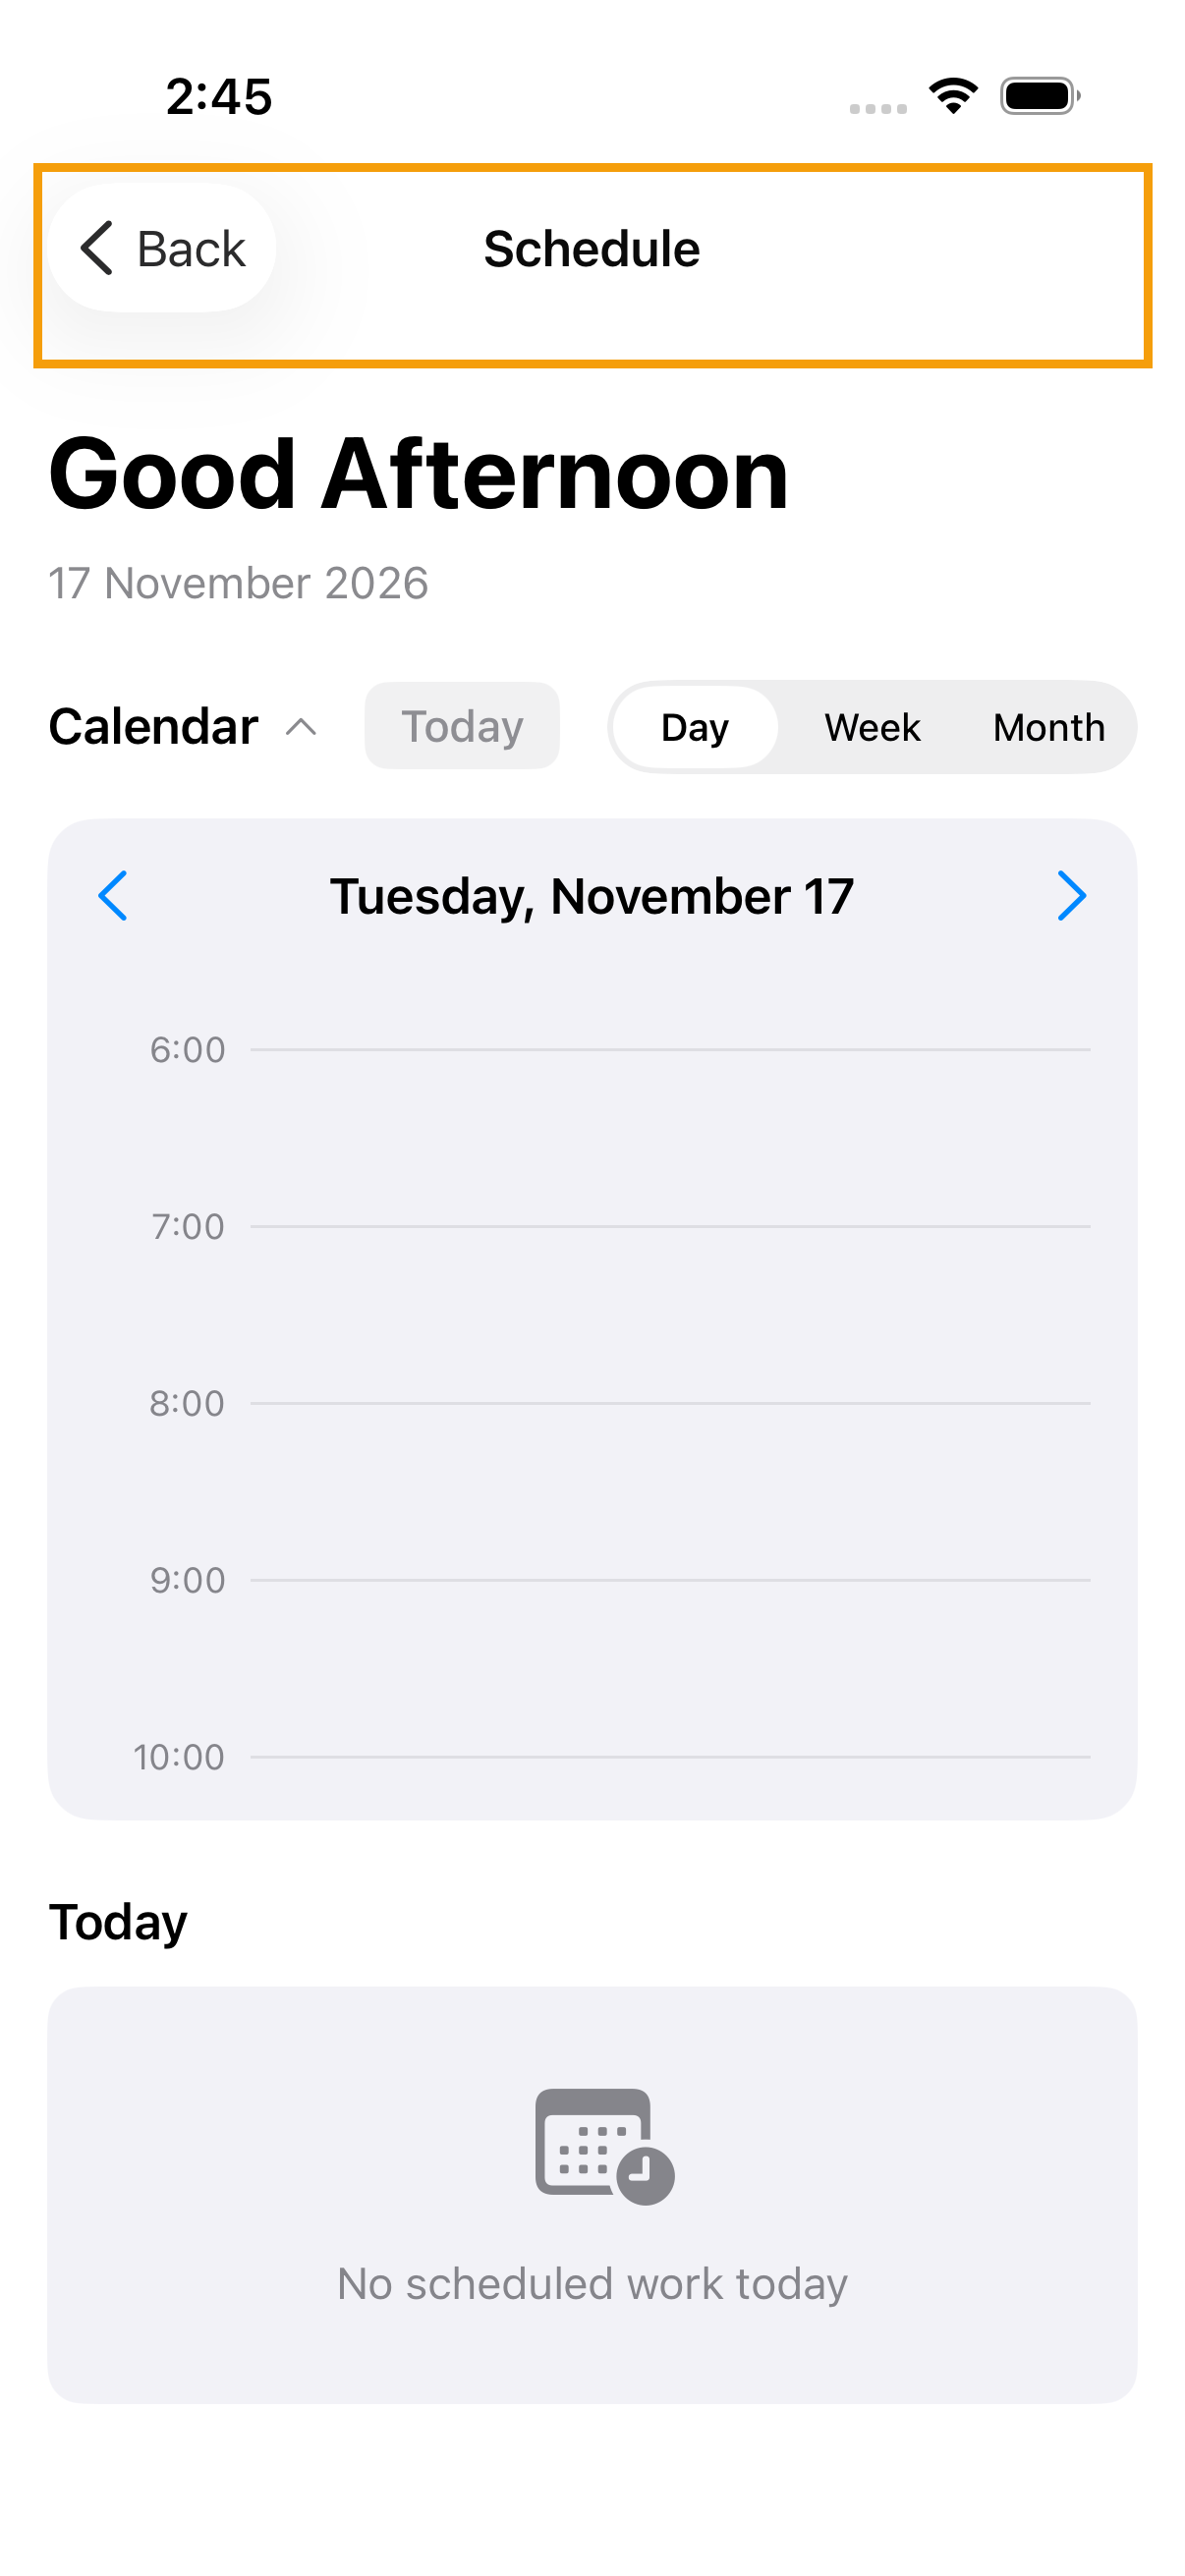 2:45
Back
Schedule
Good Afternoon
17 November 2026
Calendar
Today
Day
Week
Month
Tuesday, November 17
6:00
7:00
8:00
9:00
10:00
Today
No scheduled work today